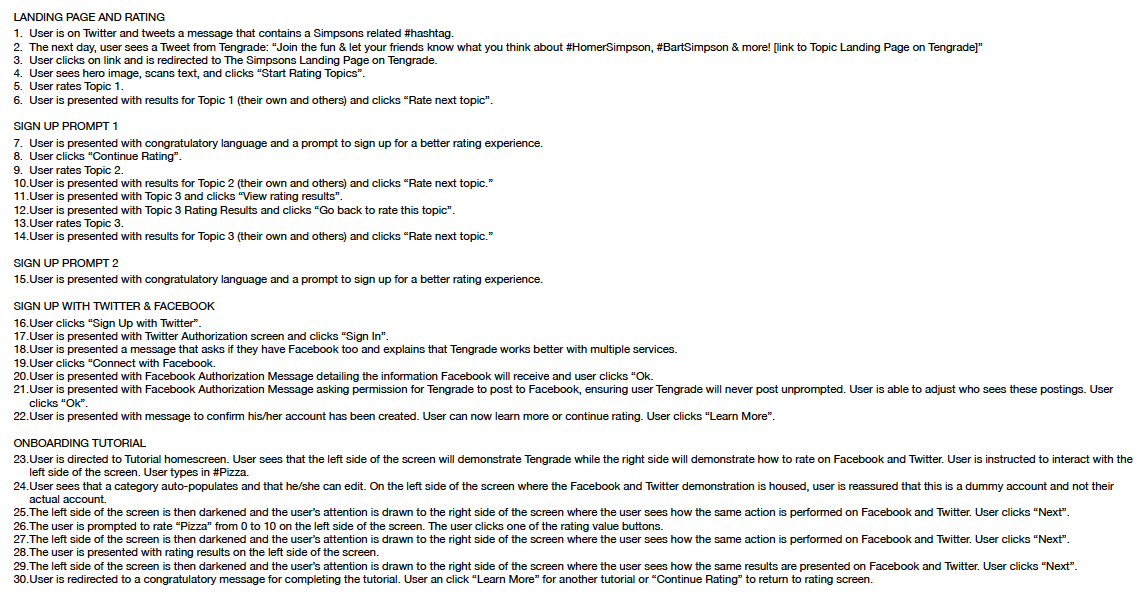 LANDING PAGE AND RATING
1. User is on Twitter and tweets a message that contains a Simpsons related #hashtag.
2. The next day, user sees a Tweet from Tengrade: “Join the fun & let your friends know what you think about #HomerSimpson, #BartSimpson & more! [link to Topic Landing Page on Tengrade]”
3. User clicks on link and is redirected to The Simpsons Landing Page on Tengrade.
4. User sees hero image, scans text, and clicks “Start Rating Topics”.
5. User rates Topic 1.
6. User is presented with results for Topic 1 (their own and others) and clicks “Rate next topic”.
SIGN UP PROMPT 1
7. User is presented with congratulatory language and a prompt to sign up for a better rating experience.
8. User clicks “Continue Rating”.
9. User rates Topic 2.
10.User is presented with results for Topic 2 (their own and others) and clicks “Rate next topic.”
11.User is presented with Topic 3 and clicks “View rating results”.
12.User is presented with Topic 3 Rating Results and clicks “Go back to rate this topic”.
13.User rates Topic 3.
14.User is presented with results for Topic 3 (their own and others) and clicks “Rate next topic.”
SIGN UP PROMPT 2
15.User is presented with congratulatory language and a prompt to sign up for a better rating experience.
SIGN UP WITH TWITTER & FACEBOOK
16.User clicks “Sign Up with Twitter”.
17.User is presented with Twitter Authorization screen and clicks “Sign In”.
18.User is presented a message that asks if they have Facebook too and explains that Tengrade works better with multiple services.
19.User clicks “Connect with Facebook.
20.User is presented with Facebook Authorization Message detailing the information Facebook will receive and user clicks “Ok.
21.User is presented with Facebook Authorization Message asking permission for Tengrade to post to Facebook, ensuring user Tengrade will never post unprompted. User is able to adjust who sees these postings. User
clicks “Ok”.
22.User is presented with message to confirm his/her account has been created. User can now learn more or continue rating. User clicks “Learn More”.
ONBOARDING TUTORIAL
23.User is directed to Tutorial homescreen. User sees that the left side of the screen will demonstrate Tengrade while the right side will demonstrate how to rate on Facebook and Twitter. User is instructed to interact with the
left side of the screen. User types in #Pizza.
24.User sees that a category auto-populates and that he/she can edit. On the left side of the screen where the Facebook and Twitter demonstration is housed, user is reassured that this is a dummy account and not their
actual account.
25.The left side of the screen is then darkened and the user’s attention is drawn to the right side of the screen where the user sees how the same action is performed on Facebook and Twitter. User clicks “Next”.
26.The user is prompted to rate “Pizza” from 0 to 10 on the left side of the screen. The user clicks one of the rating value buttons.
27.The left side of the screen is then darkened and the user’s attention is drawn to the right side of the screen where the user sees how the same action is performed on Facebook and Twitter. User clicks “Next”.
28.The user is presented with rating results on the left side of the screen.
29.The left side of the screen is then darkened and the user’s attention is drawn to the right side of the screen where the user sees how the same results are presented on Facebook and Twitter. User clicks “Next”.
30.User is redirected to a congratulatory message for completing the tutorial. User an click “Learn More” for another tutorial or “Continue Rating” to return to rating screen.